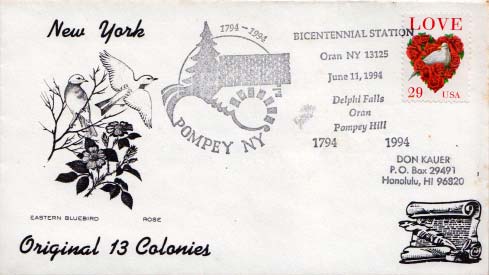 New York
1794-1994
POMPEY NY
BICENTENNIAL STATION
Oran NY 13125
June 11, 1994
Delphi Falls
Oran
Pompey Hill
1794 1994
LOVE
29 USA
DON KAUER
P.O. Box 29491
Honolulu, HI 96820
EASTERN BLUEBIRD ROSE
Original 13 Colonies